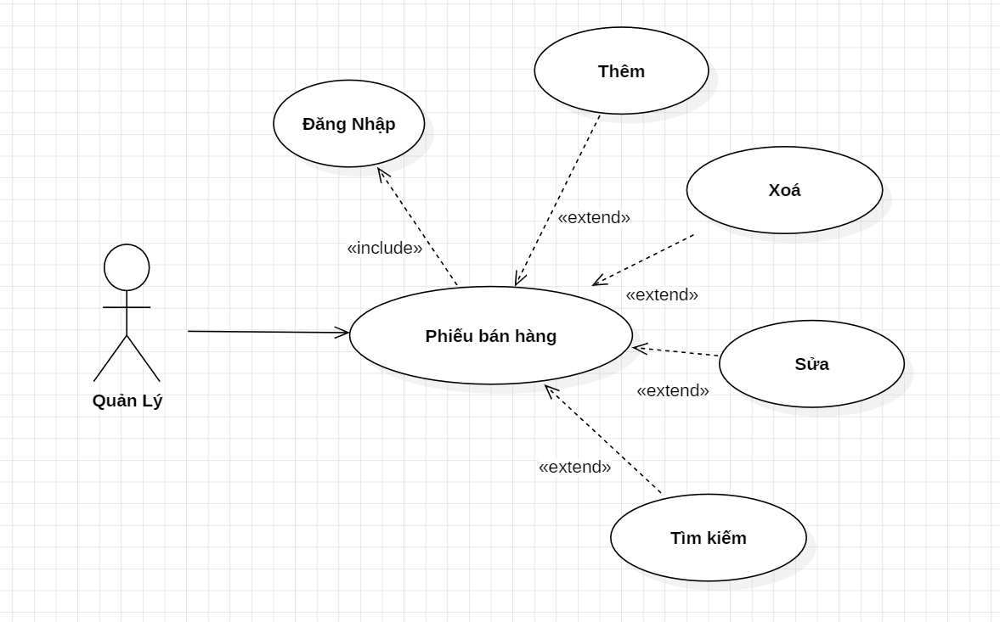 Thêm
Đăng Nhập
Xoá
«extend»
«include»
«extend»
Phiếu bán hàng
Sửa
«extend»
Quản Lý
«extend»
Tìm kiếm